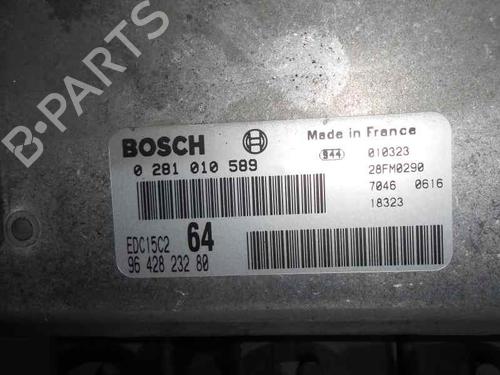 B-PARTS
BOSCH
Made in France
0 281 010 589
944 010323
28FM0290
7046 0616
18323
EDC15C2 64
96 428 232 80